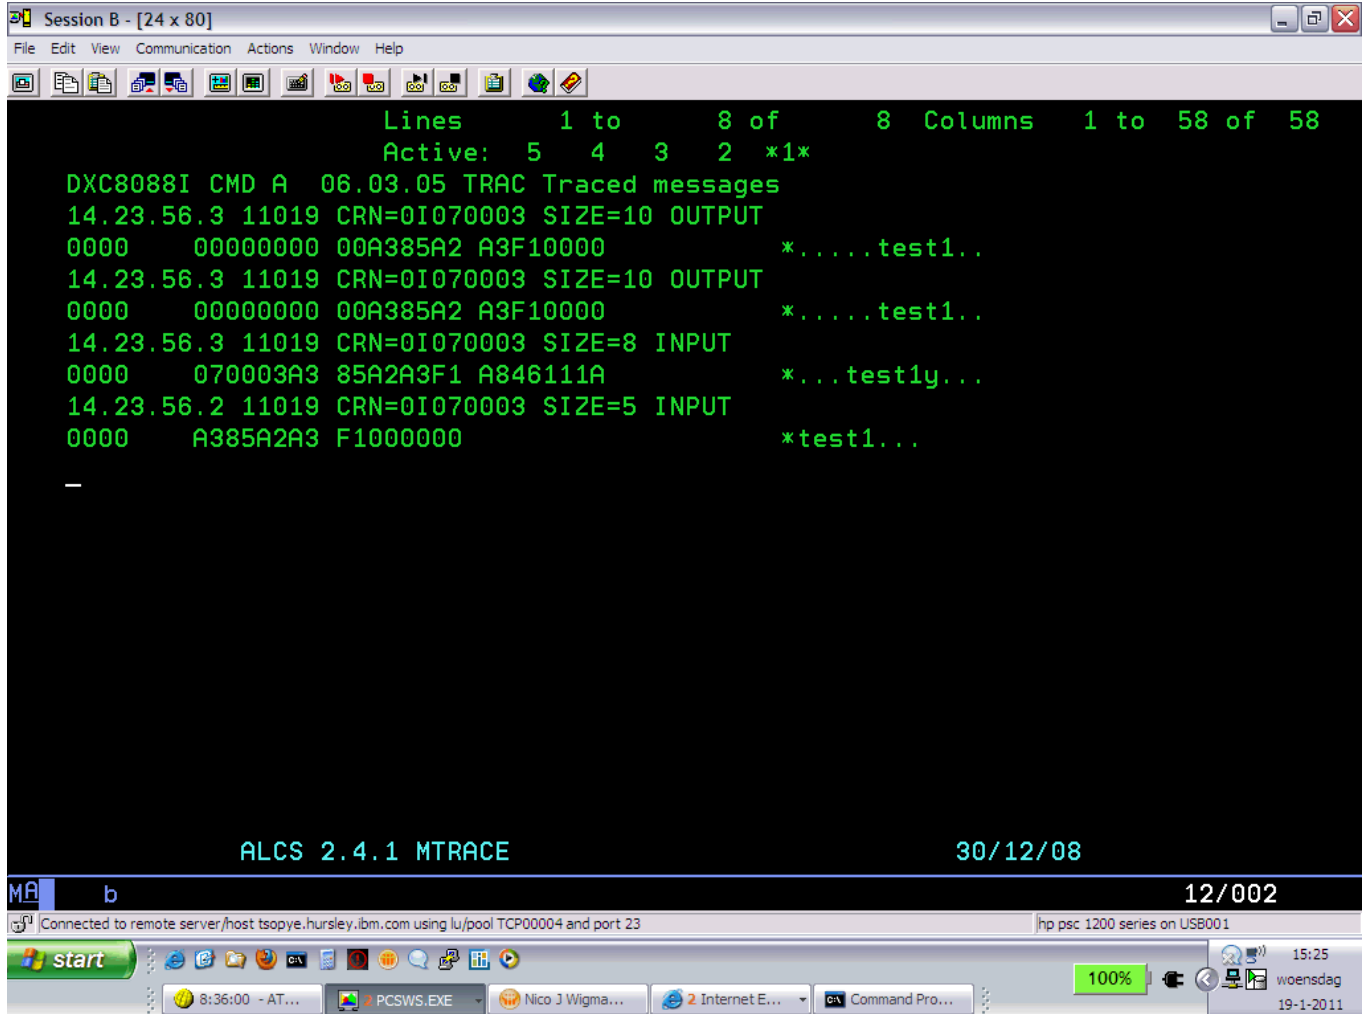 Session B - [24 x 80]
File Edit View Communication Actions Window Help
Lines 1 to 8 of 8 Columns 1 to 58 of 58
Active: 5 4 3 2 *1*
DXC8088I CMD A 06.03.05 TRAC Traced messages
14.23.56.3 11019 CRN=0I070003 SIZE=10 OUTPUT
0000 00000000 00A385A2 A3F10000 *.....test1..
14.23.56.3 11019 CRN=0I070003 SIZE=10 OUTPUT
0000 00000000 00A385A2 A3F10000 *.....test1..
14.23.56.3 11019 CRN=0I070003 SIZE=8 INPUT
0000 070003A3 85A2A3F1 A846111A *...test1y...
14.23.56.2 11019 CRN=0I070003 SIZE=5 INPUT
0000 A385A2A3 F1000000 *test1...
ALCS 2.4.1 MTRACE 30/12/08
MA b 12/002
Connected to remote server/host tsopye.hursley.ibm.com using lu/pool TCP00004 and port 23 hp psc 1200 series on USB001
start 100% 15:25
8:36:00 - AT... 2 PCSWS.EXE Nico J Wigma... 2 Internet E... Command Pro... woensdag
19-1-2011